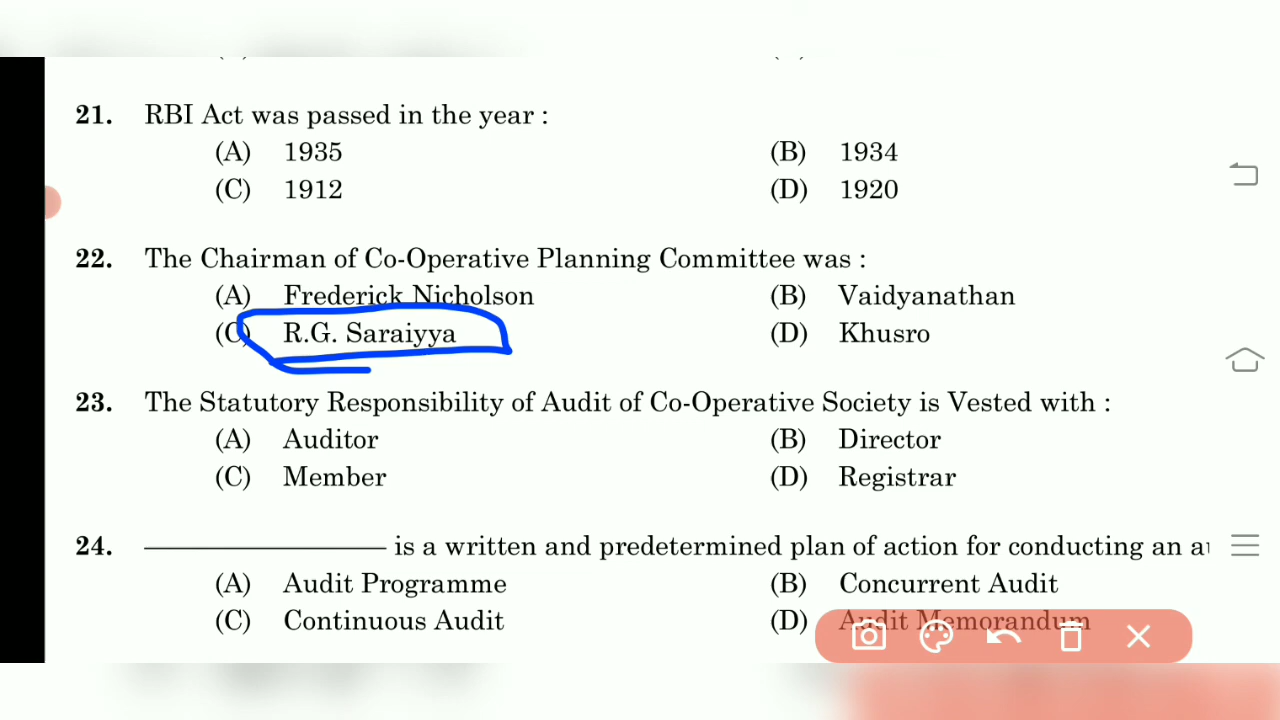 21. RBI Act was passed in the year :
(A) 1935 (B) 1934
(C) 1912 (D) 1920
22. The Chairman of Co-Operative Planning Committee was :
(A) Frederick Nicholson (B) Vaidyanathan
(C) R.G. Saraiyya (D) Khusro
23. The Statutory Responsibility of Audit of Co-Operative Society is Vested with :
(A) Auditor (B) Director
(C) Member (D) Registrar
24. ____________ is a written and predetermined plan of action for conducting an
(A) Audit Programme (B) Concurrent Audit
(C) Continuous Audit (D) Audit Memorandum